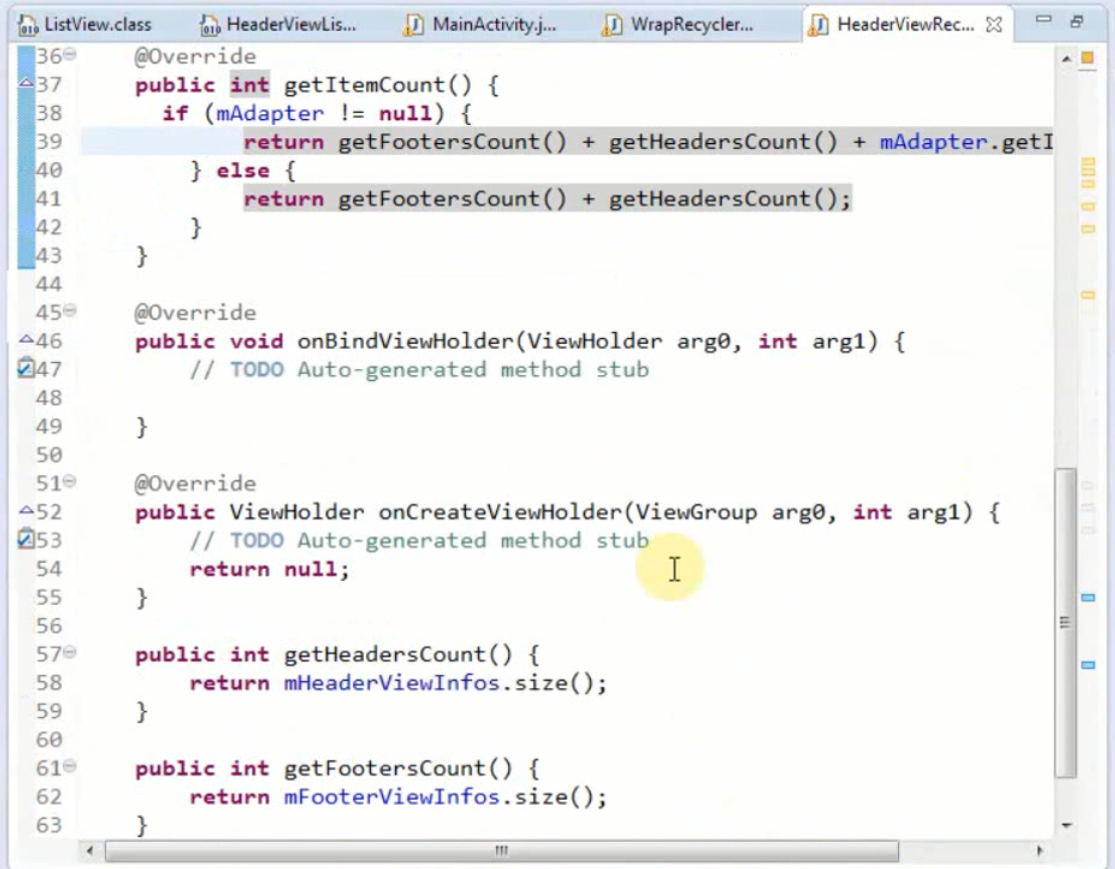 ListView.class HeaderViewLis... MainActivity.j... WrapRecycler... HeaderViewRec...
36 @Override
37 public int getItemCount() {
38 if (mAdapter != null) {
39 return getFootersCount() + getHeadersCount() + mAdapter.getI
40 } else {
41 return getFootersCount() + getHeadersCount();
42 }
43 }
44
45 @Override
46 public void onBindViewHolder(ViewHolder arg0, int arg1) {
47 // TODO Auto-generated method stub
48
49 }
50
51 @Override
52 public ViewHolder onCreateViewHolder(ViewGroup arg0, int arg1) {
53 // TODO Auto-generated method stub
54 return null;
55 }
56
57 public int getHeadersCount() {
58 return mHeaderViewInfos.size();
59 }
60
61 public int getFootersCount() {
62 return mFooterViewInfos.size();
63 }